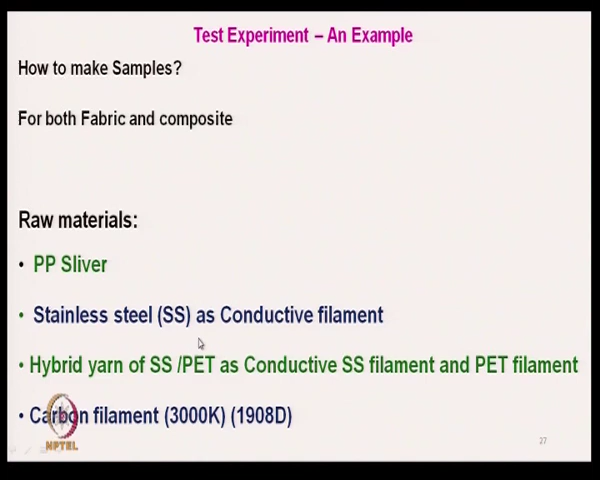 Test Experiment – An Example
How to make Samples?
For both Fabric and composite
Raw materials:
• PP Sliver
• Stainless steel (SS) as Conductive filament
• Hybrid yarn of SS /PET as Conductive SS filament and PET filament
• Carbon filament (3000K) (1908D)
NPTEL
27